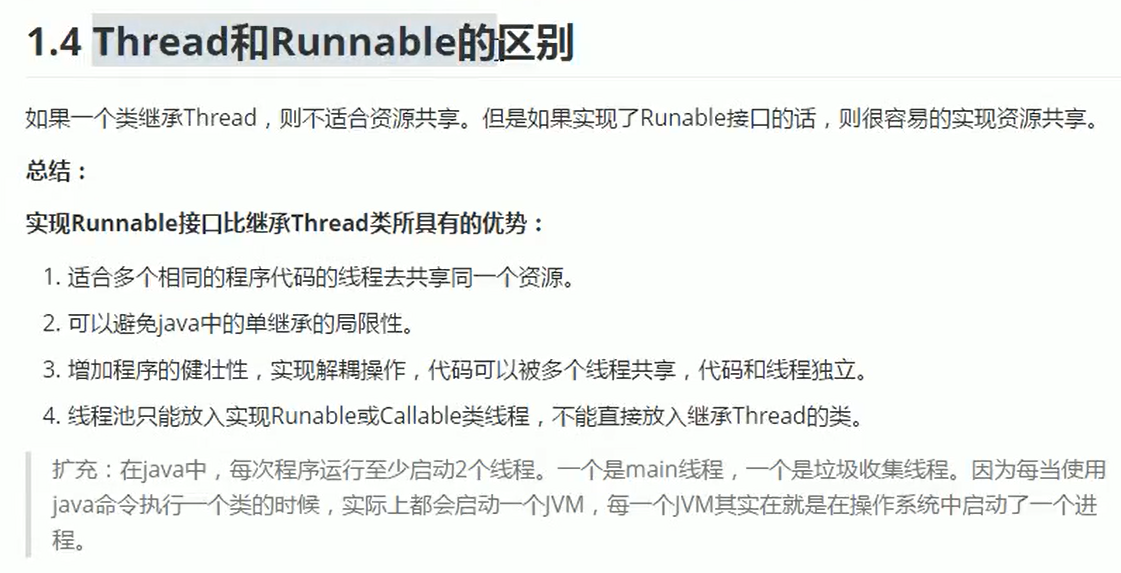 1.4 Thread和Runnable的区别
如果一个类继承Thread，则不适合资源共享。但是如果实现了Runable接口的话，则很容易的实现资源共享。
总结：
实现Runnable接口比继承Thread类所具有的优势：
1. 适合多个相同的程序代码的线程去共享同一个资源。
2. 可以避免java中的单继承的局限性。
3. 增加程序的健壮性，实现解耦操作，代码可以被多个线程共享，代码和线程独立。
4. 线程池只能放入实现Runable或Callable类线程，不能直接放入继承Thread的类。
扩充：在java中，每次程序运行至少启动2个线程。一个是main线程，一个是垃圾收集线程。因为每当使用
java命令执行一个类的时候，实际上都会启动一个JVM，每一个JVM其实在就是在操作系统中启动了一个进
程。